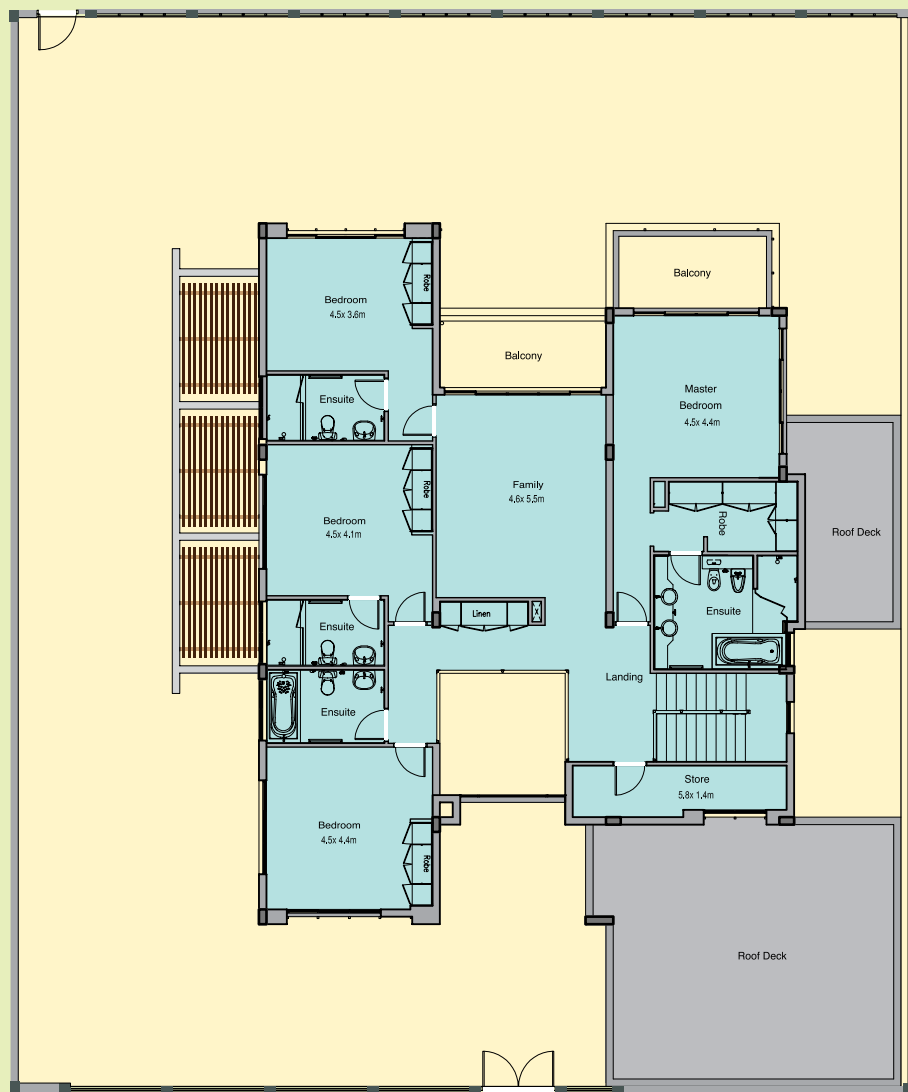 Balcony
Bedroom
4.5x 3.6m
Robe
Balcony
Master
Bedroom
4.5x 4.4m
Ensuite
Family
4.6x 5.5m
Robe
Bedroom
4.5x 4.1m
Robe
Roof Deck
Linen
Ensuite
Ensuite
Landing
Ensuite
Store
5.8x 1.4m
Bedroom
4.5x 4.4m
Robe
Roof Deck